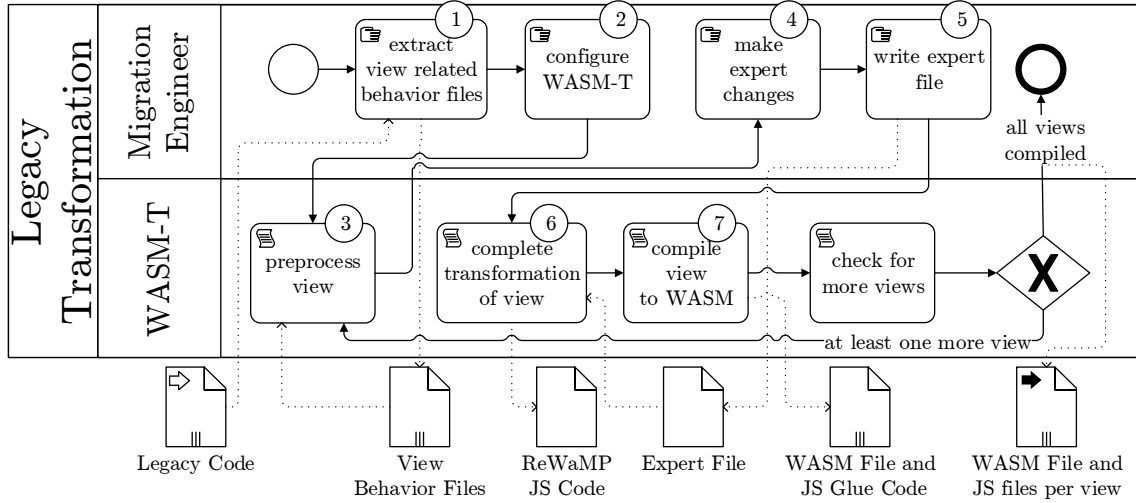 Legacy
Transformation
Migration
Engineer
WASM-T
1
extract
view related
behavior files
2
configure
WASM-T
4
make
expert
changes
5
write expert
file
all views
compiled
3
preprocess
view
6
complete
transformation
of view
7
compile
view
to WASM
check for
more views
X
at least one more view
Legacy Code
View
Behavior Files
ReWaMP
JS Code
Expert File
WASM File and
JS Glue Code
WASM File and
JS files per view